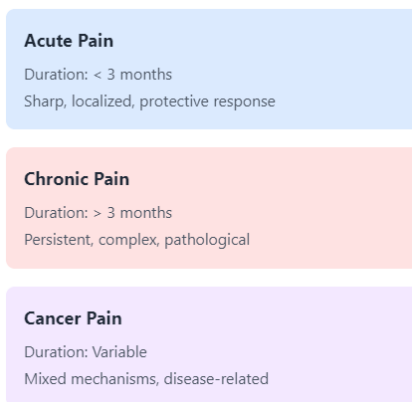 Acute Pain
Duration: < 3 months
Sharp, localized, protective response
Chronic Pain
Duration: > 3 months
Persistent, complex, pathological
Cancer Pain
Duration: Variable
Mixed mechanisms, disease-related